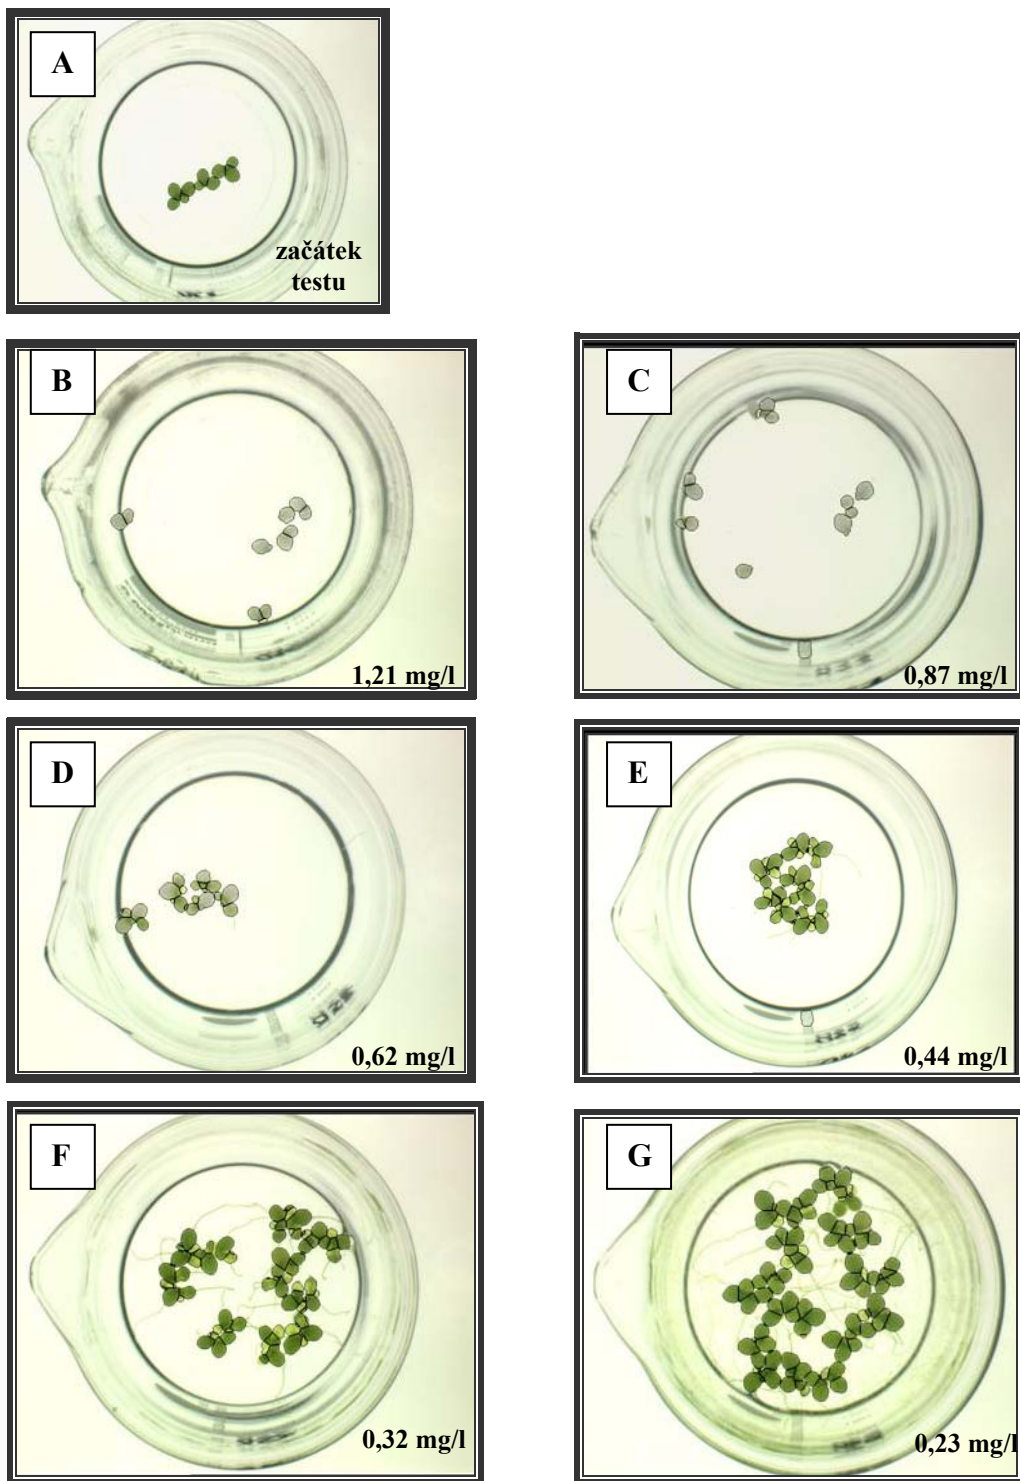 A
začátek
testu
B
1,21 mg/l
C
0,87 mg/l
D
0,62 mg/l
E
0,44 mg/l
F
0,32 mg/l
G
0,23 mg/l